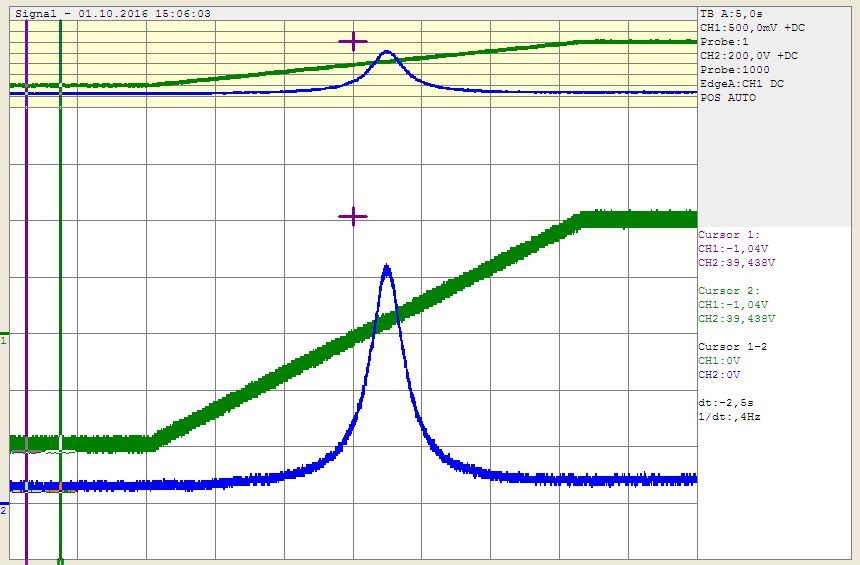 Signal - 01.10.2016 15:06:03
TB A:5,0s
CH1:500,0mV +DC
Probe:1
CH2:200,0V +DC
Probe:1000
EdgeA:CH1 DC
POS AUTO
Cursor 1:
CH1:-1,04V
CH2:39,438V
Cursor 2:
CH1:-1,04V
CH2:39,438V
Cursor 1-2
CH1:0V
CH2:0V
dt:-2,5s
1/dt:,4Hz
1
2